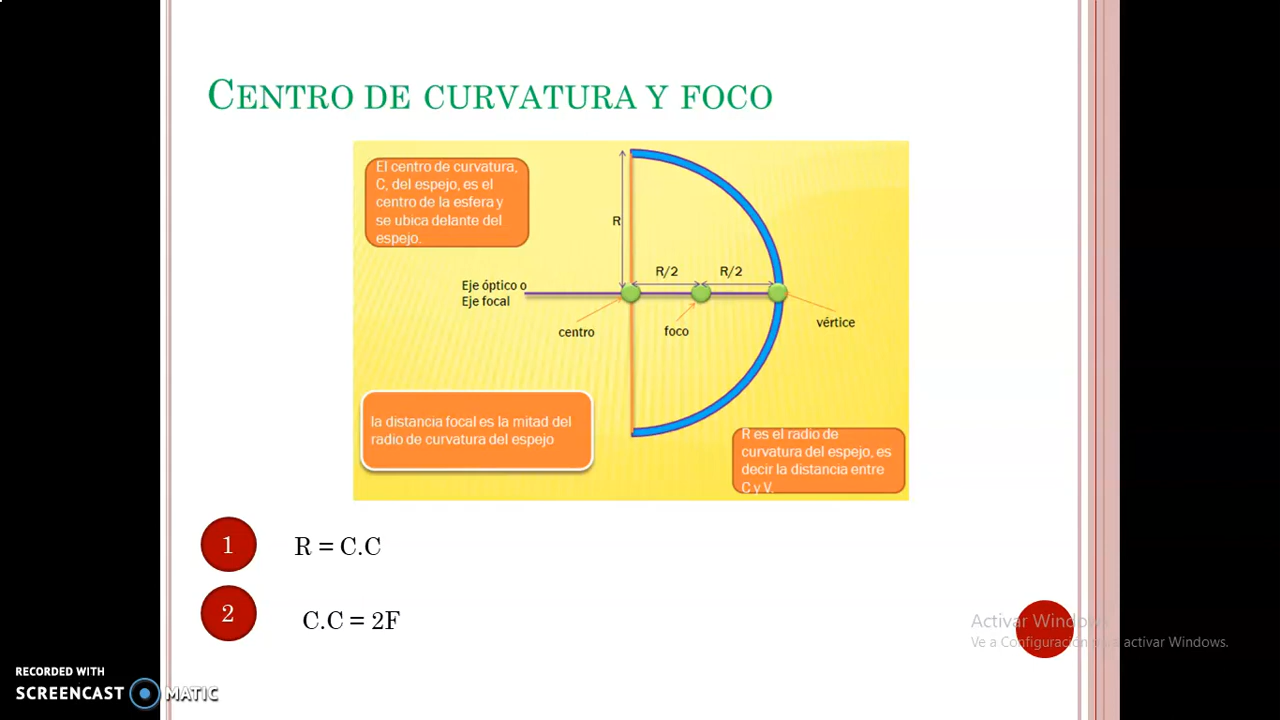 CENTRO DE CURVATURA Y FOCO
El centro de curvatura,
C, del espejo, es el
centro de la esfera y
se ubica delante del
espejo.
R
R/2
R/2
Eje óptico o
Eje focal
centro
foco
vértice
la distancia focal es la mitad del
radio de curvatura del espejo
R es el radio de
curvatura del espejo, es
decir la distancia entre
C y V.
1
R = C.C
2
C.C = 2F
Activar Windows
Ve a Configuración para activar Windows.
RECORDED WITH
SCREENCAST MATIC